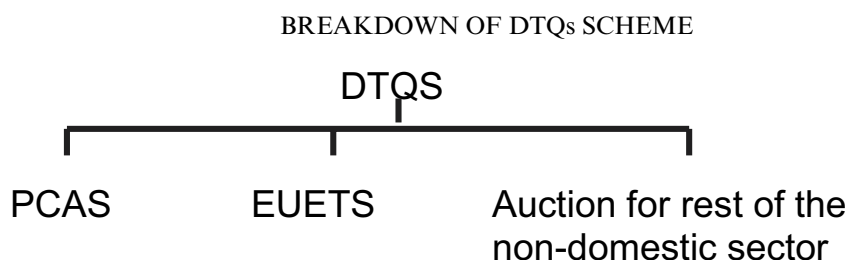 BREAKDOWN OF DTQs SCHEME
DTQS
PCAS EUETS Auction for rest of the
non-domestic sector